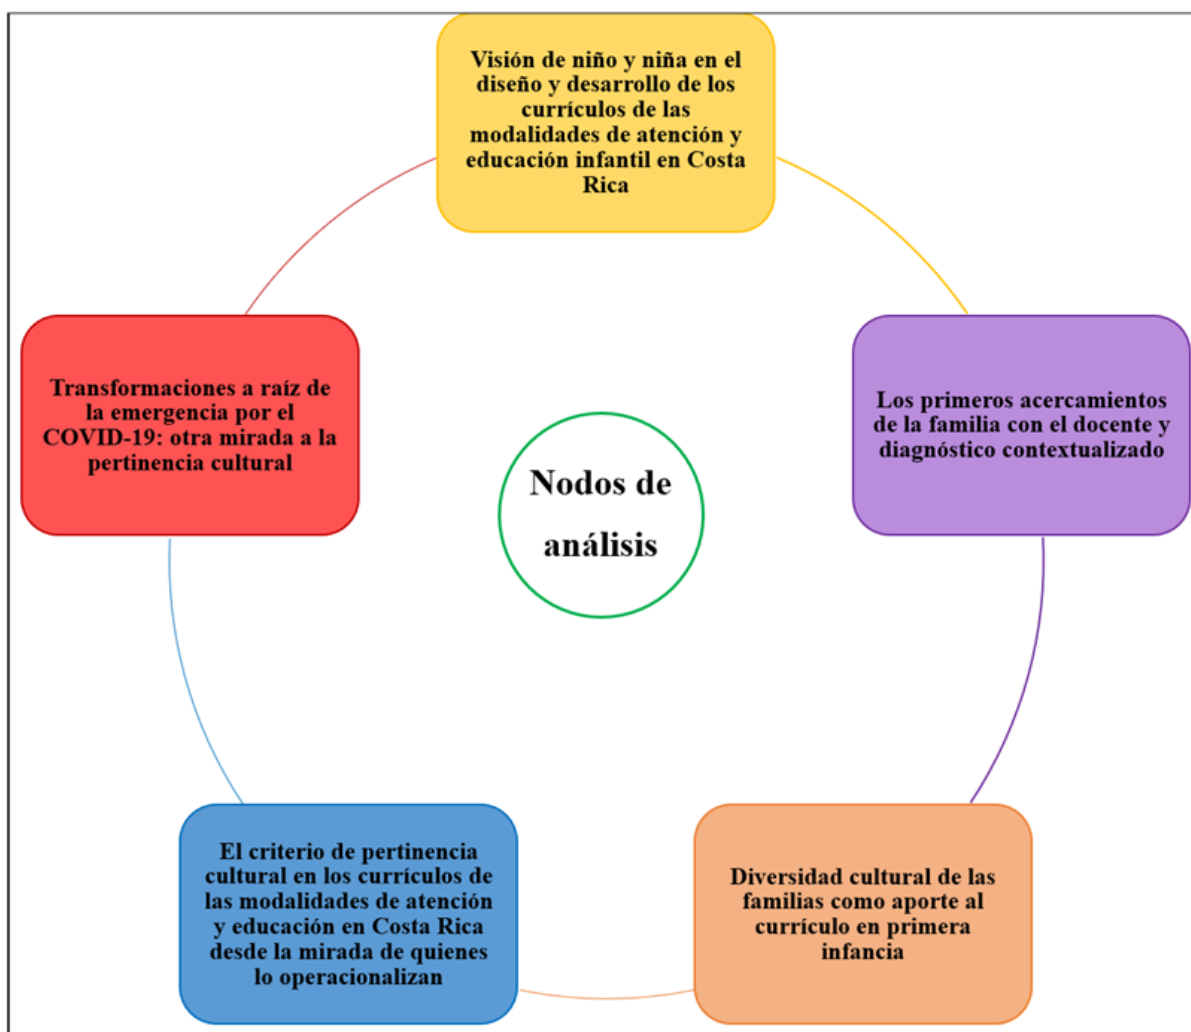 Visión de niño y niña en el
diseño y desarrollo de los
currículos de las
modalidades de atención y
educación infantil en Costa
Rica
Transformaciones a raíz de
la emergencia por el
COVID-19: otra mirada a la
pertinencia cultural
Los primeros acercamientos
de la familia con el docente y
diagnóstico contextualizado
Nodos de
análisis
El criterio de pertinencia
cultural en los currículos de
las modalidades de atención
y educación en Costa Rica
desde la mirada de quienes
lo operacionalizan
Diversidad cultural de las
familias como aporte al
currículo en primera
infancia